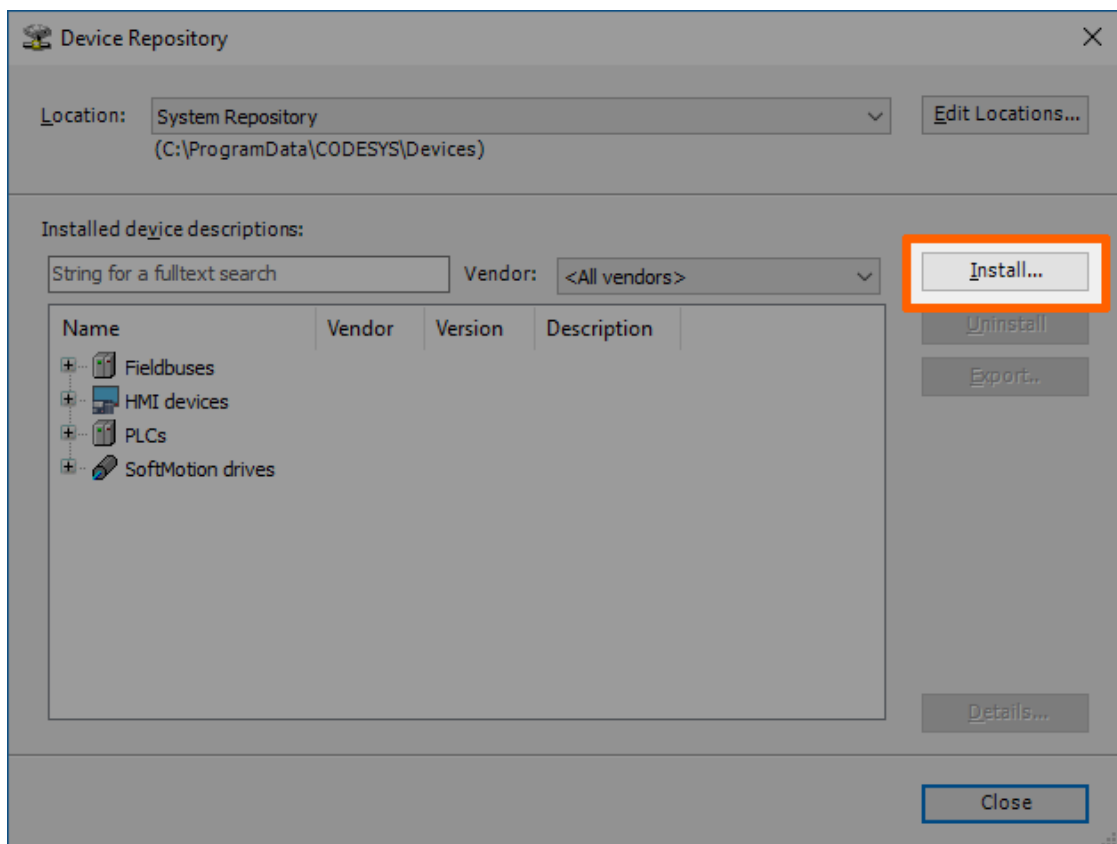 Device Repository
Location: System Repository Edit Locations...
(C:\ProgramData\CODESYS\Devices)
Installed device descriptions:
String for a fulltext search Vendor: <All vendors> Install...
Name Vendor Version Description Uninstall
Fieldbuses Export..
HMI devices
PLCs
SoftMotion drives
Details...
Close